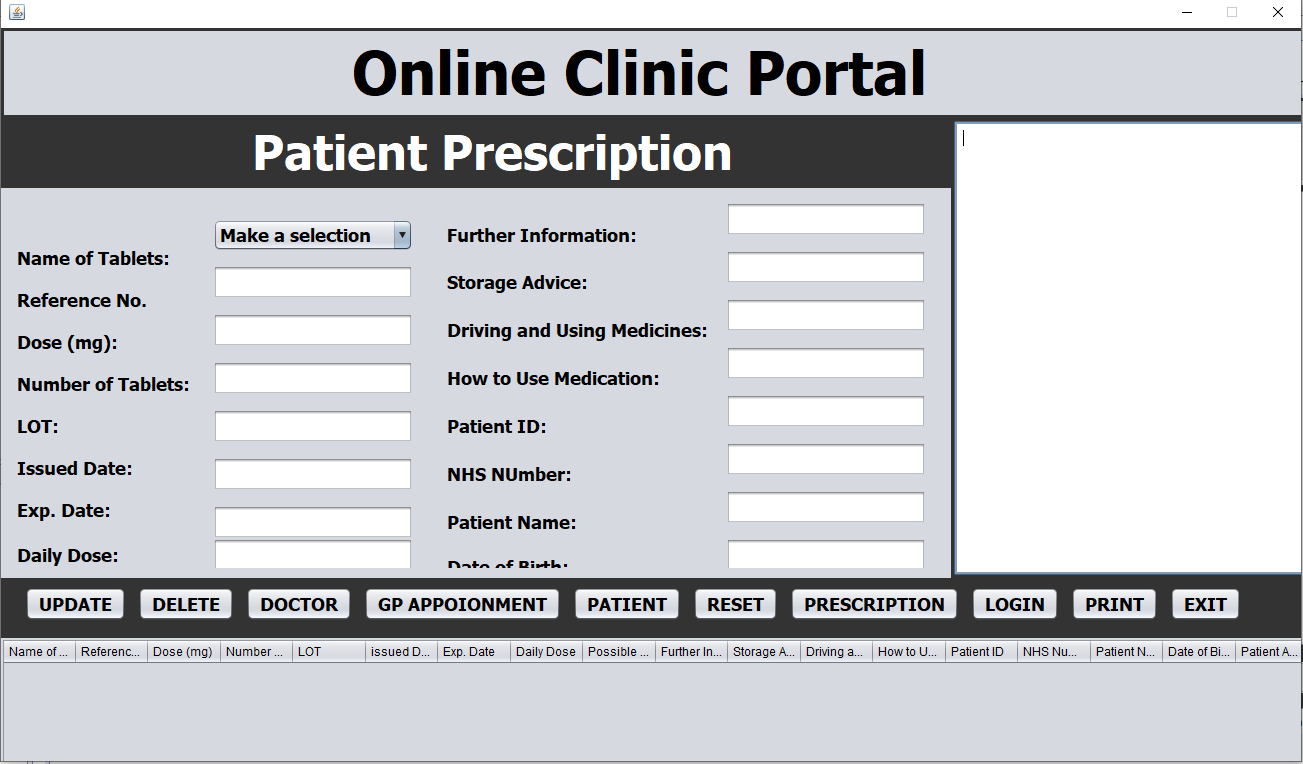 Online Clinic Portal
Patient Prescription
Make a selection
Name of Tablets:
Reference No.
Dose (mg):
Number of Tablets:
LOT:
Issued Date:
Exp. Date:
Daily Dose:
Further Information:
Storage Advice:
Driving and Using Medicines:
How to Use Medication:
Patient ID:
NHS NUmber:
Patient Name:
Date of Birth:
UPDATE DELETE DOCTOR GP APPOIONMENT PATIENT RESET PRESCRIPTION LOGIN PRINT EXIT
Name of ... Referenc... Dose (mg) Number ... LOT issued D... Exp. Date Daily Dose Possible ... Further In... Storage A... Driving a... How to U... Patient ID NHS Nu... Patient N... Date of Bi... Patient A...